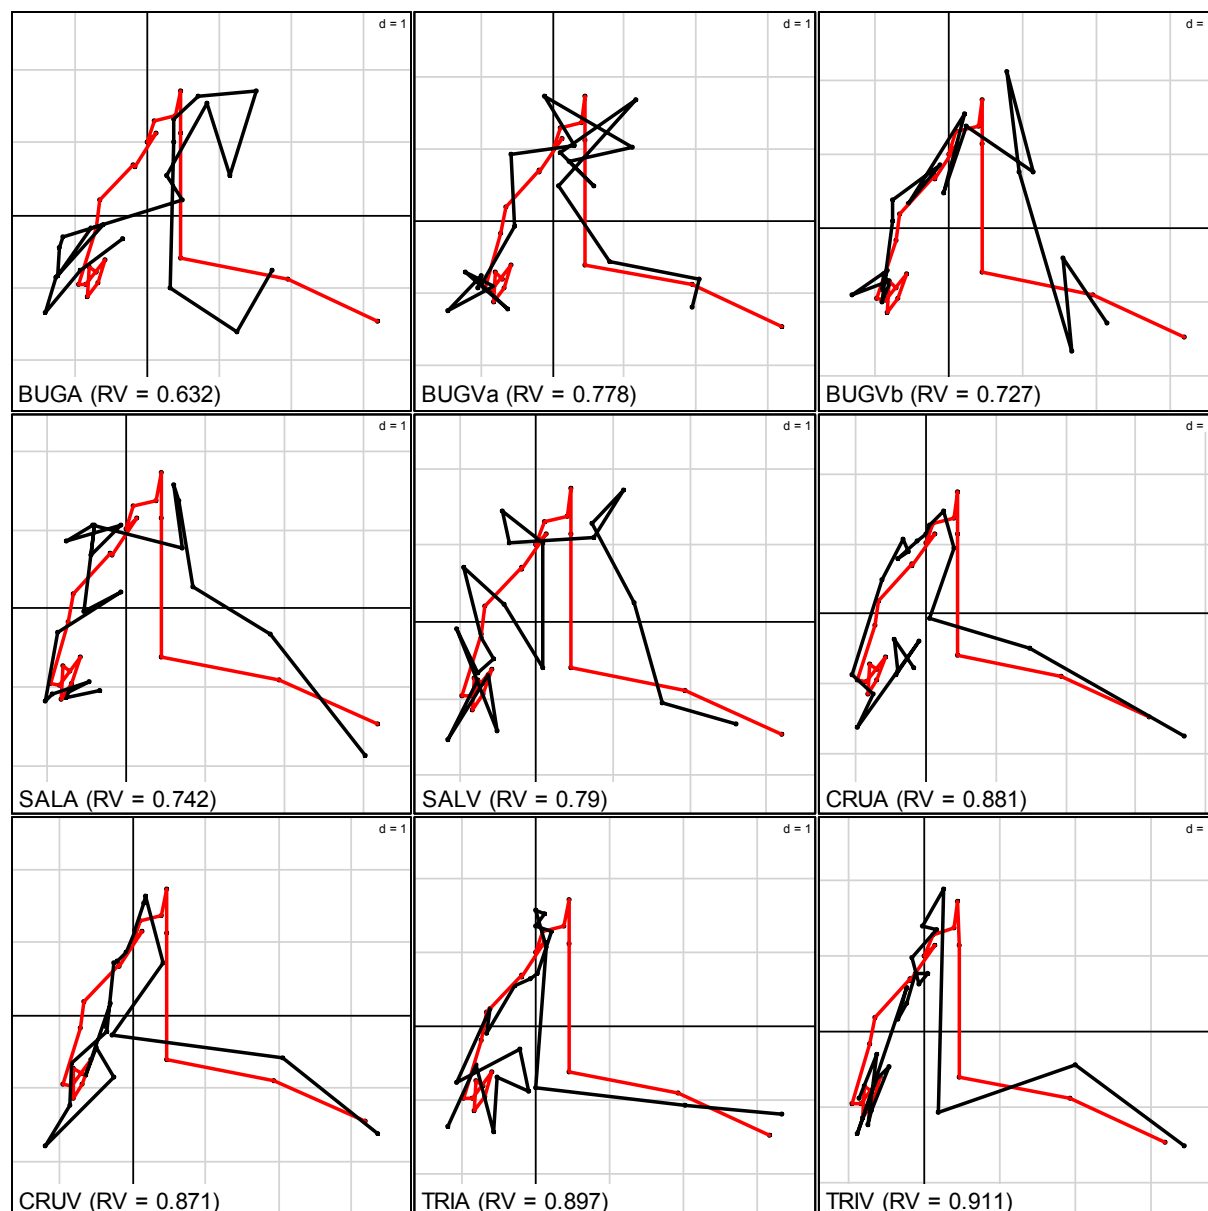 d = 1
d = 1
d =
BUGA (RV = 0.632)
BUGVa (RV = 0.778)
BUGVb (RV = 0.727)
d = 1
d = 1
d =
SALA (RV = 0.742)
SALV (RV = 0.79)
CRUA (RV = 0.881)
d = 1
d = 1
d =
CRUV (RV = 0.871)
TRIA (RV = 0.897)
TRIV (RV = 0.911)